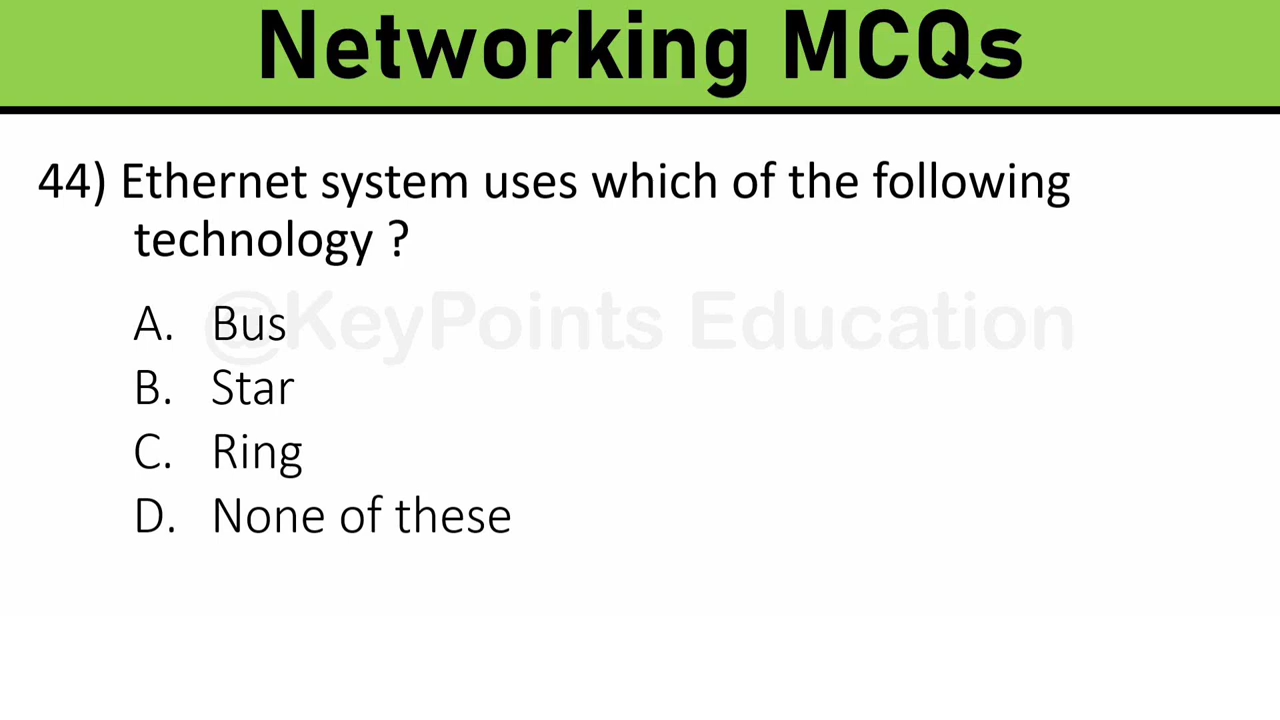 Networking MCQs
44) Ethernet system uses which of the following
technology ?
@KeyPoints Education
A. Bus
B. Star
C. Ring
D. None of these